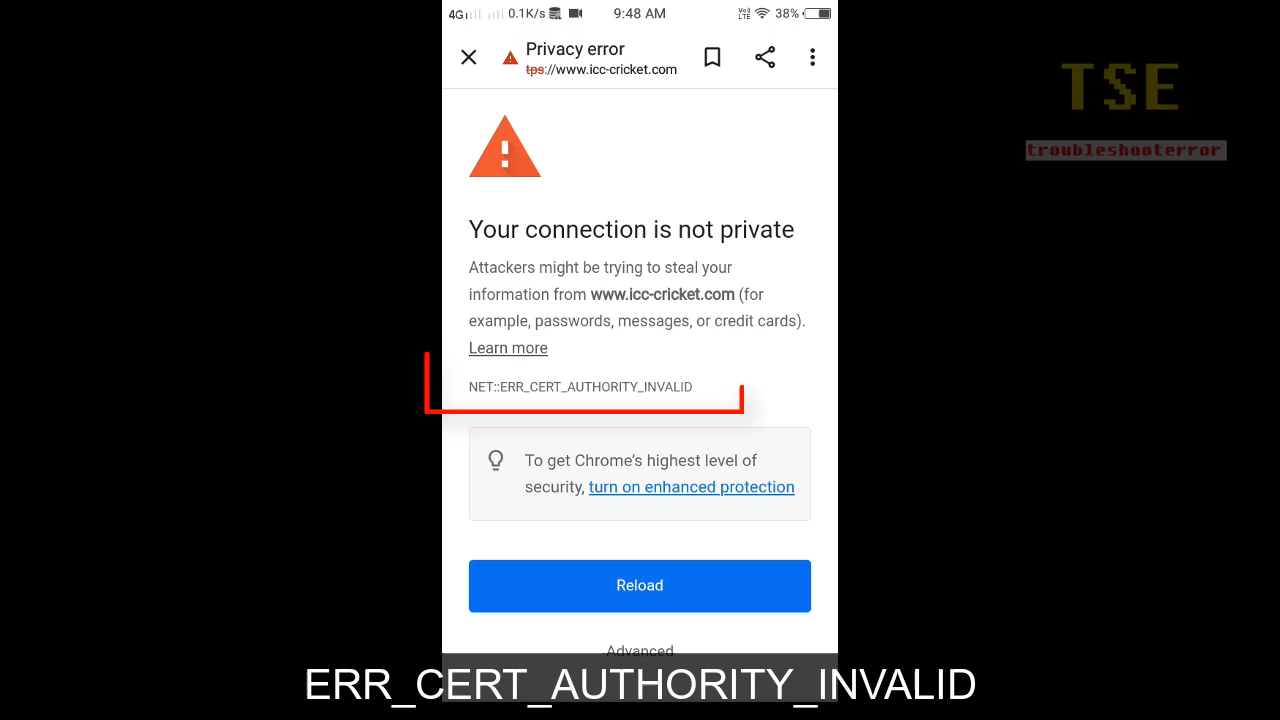 4G 0.1K/s 9:48 AM VoD LTE 38%
Privacy error
tps://www.icc-cricket.com
TSE
troubleshooterror
Your connection is not private
Attackers might be trying to steal your
information from www.icc-cricket.com (for
example, passwords, messages, or credit cards).
Learn more
NET::ERR_CERT_AUTHORITY_INVALID
To get Chrome’s highest level of
security, turn on enhanced protection
Reload
Advanced
ERR_CERT_AUTHORITY_INVALID